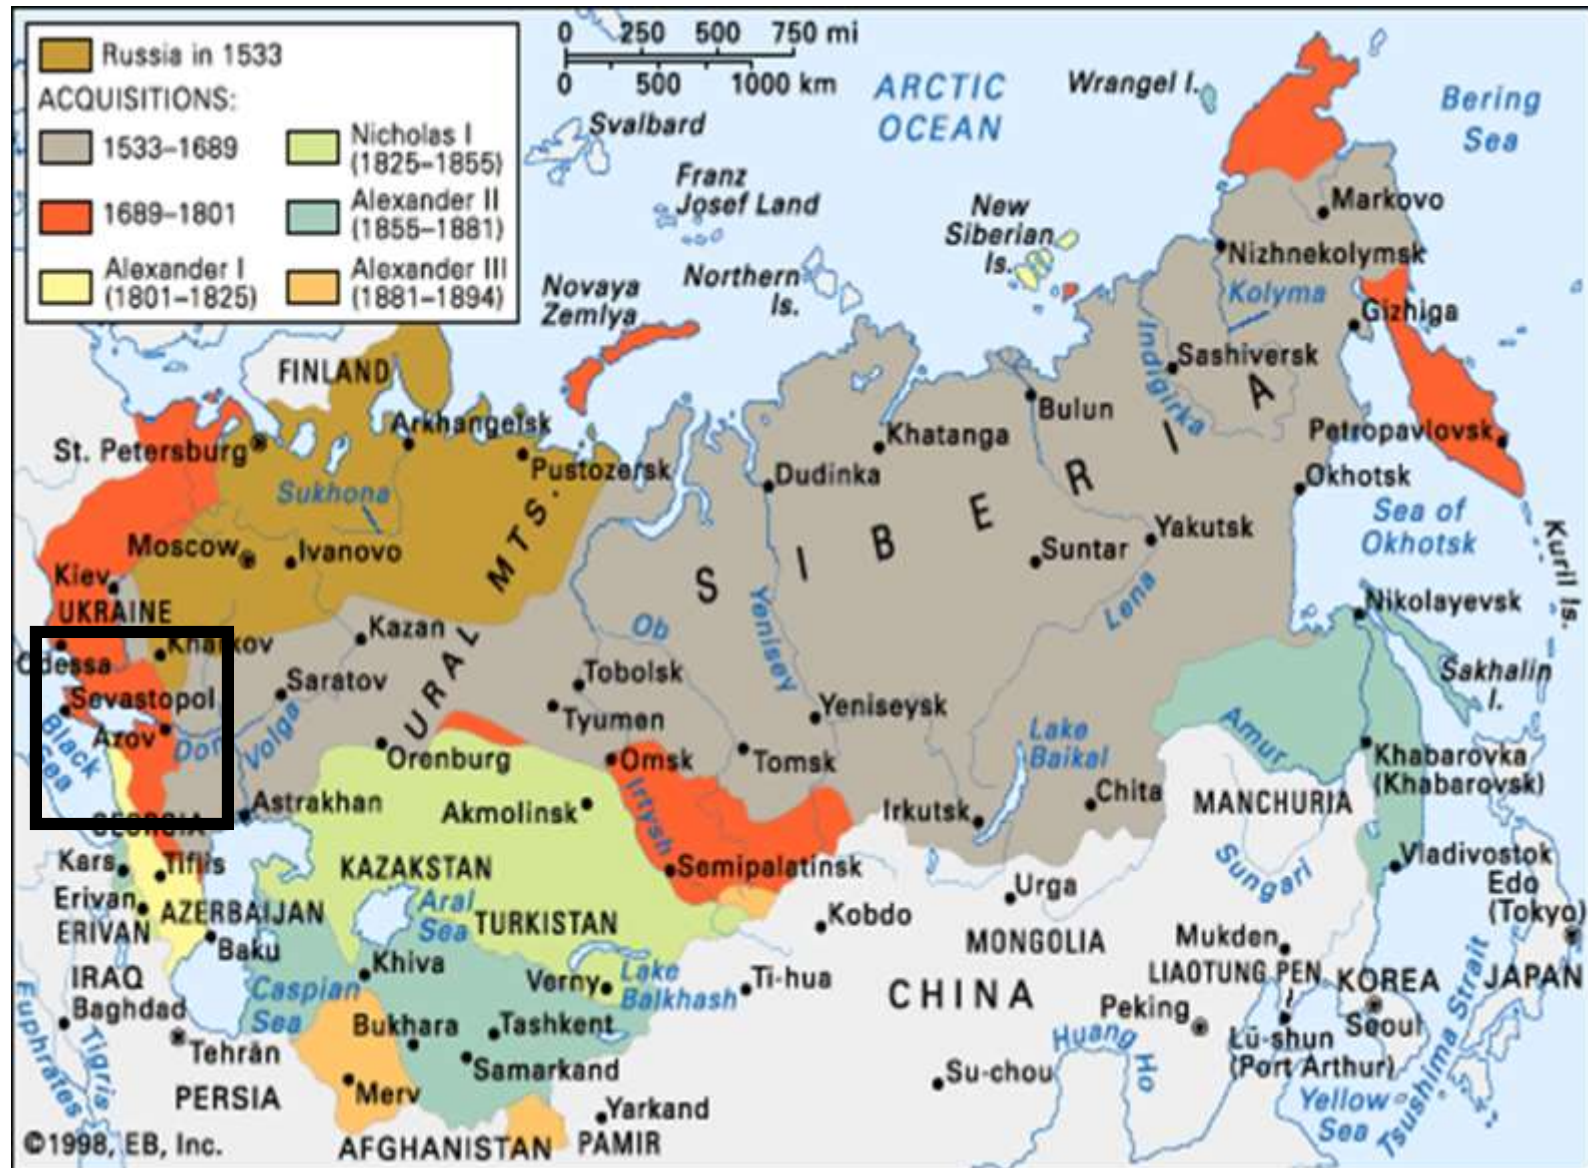 Russia in 1533
ACQUISITIONS:
1533–1689
1689–1801
Alexander I
(1801–1825)
Nicholas I
(1825–1855)
Alexander II
(1855–1881)
Alexander III
(1881–1894)
0 250 500 750 mi
0 500 1000 km
ARCTIC
OCEAN
Wrangel I.
Bering
Sea
Svalbard
Franz
Josef Land
New
Siberian
Is.
Northern
Is.
Novaya
Zemlya
Markovo
Nizhnekolymsk
Kolyma
Gizhiga
Indigirka
Sashiversk
FINLAND
Arkhangelsk
St. Petersburg
Pustozersk
Sukhona
Khatanga
Bulun
Dudinka
Petropavlovsk
Okhotsk
Sea of
Okhotsk
Kuril Is.
SIBERIA
Moscow
Ivanovo
URAL MTS.
Suntar
Yakutsk
Lena
Kiev
UKRAINE
Kharkov
Kazan
Ob
Yenisey
Nikolayevsk
Sakhalin
I.
Odessa
Sevastopol
Saratov
Tobolsk
Tyumen
Yeniseysk
Azov
Don
Volga
Black
Sea
Orenburg
Omsk
Tomsk
Lake
Baikal
Amur
Khabarovka
(Khabarovsk)
Astrakhan
Akmolinsk
Irtysh
Irkutsk
Chita
MANCHURIA
GEORGIA
Kars
Tiflis
KAZAKSTAN
Semipalatinsk
Sungari
Vladivostok
Erivan
ERIVAN
AZERBAIJAN
Aral
Sea
TURKISTAN
Urga
Kobdo
Edo
(Tokyo)
Baku
MONGOLIA
Mukden
IRAQ
Baghdad
Khiva
Verny
Lake
Balkhash
Ti-hua
LIAOTUNG PEN.
KOREA
JAPAN
Caspian
Sea
CHINA
Peking
Seoul
Euphrates
Tigris
Bukhara
Tashkent
Huang Ho
Lü-shun
(Port Arthur)
Tehrān
Samarkand
Su-chou
PERSIA
Merv
Yarkand
Yellow
Sea
Tsushima Strait
©1998, EB, Inc.
AFGHANISTAN
PAMIR